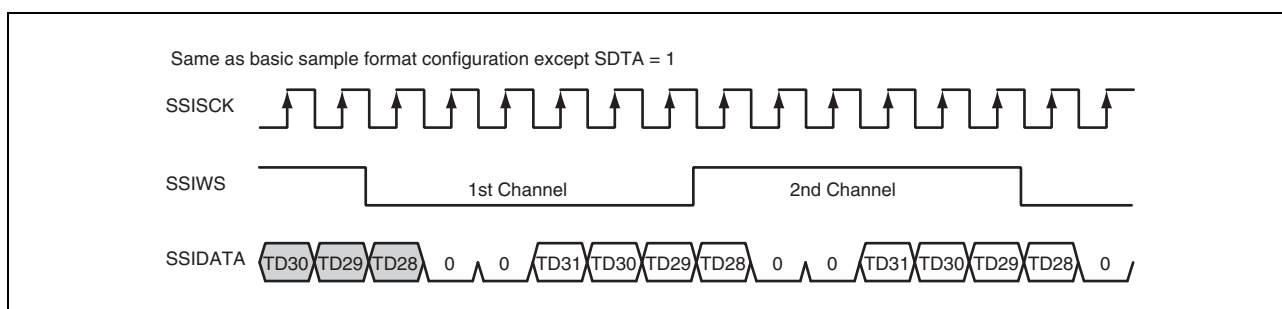 Same as basic sample format configuration except SDTA = 1
SSISCK
SSIWS 1st Channel 2nd Channel
SSIDATA TD30 TD29 TD28 0 0 TD31 TD30 TD29 TD28 0 0 TD31 TD30 TD29 TD28 0